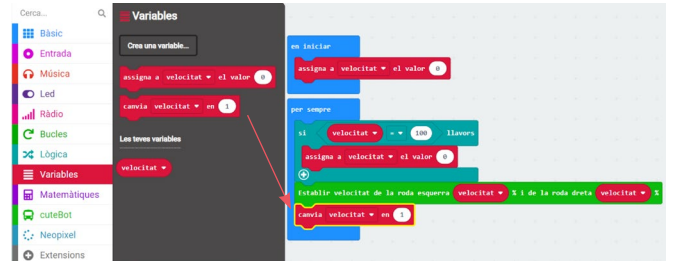 Cerca...
Bàsic
Entrada
Música
Led
Ràdio
Bucles
Lògica
Variables
Matemàtiques
cuteBot
Neopixel
Extensions
Variables
Crea una variable...
assigna a velocitat el valor 0
canvia velocitat en 1
Les teves variables
velocitat
en iniciar
assigna a velocitat el valor 0
per sempre
si velocitat = 100 llavors
assigna a velocitat el valor 0
Establir velocitat de la roda esquerra velocitat % i de la roda dreta velocitat %
canvia velocitat en 1